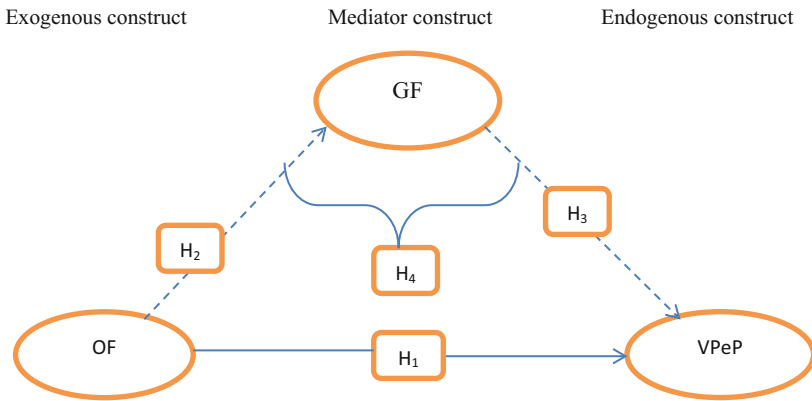 Exogenous construct Mediator construct Endogenous construct
GF
H₃
H₂
H₄
OF
VPeP
H₁